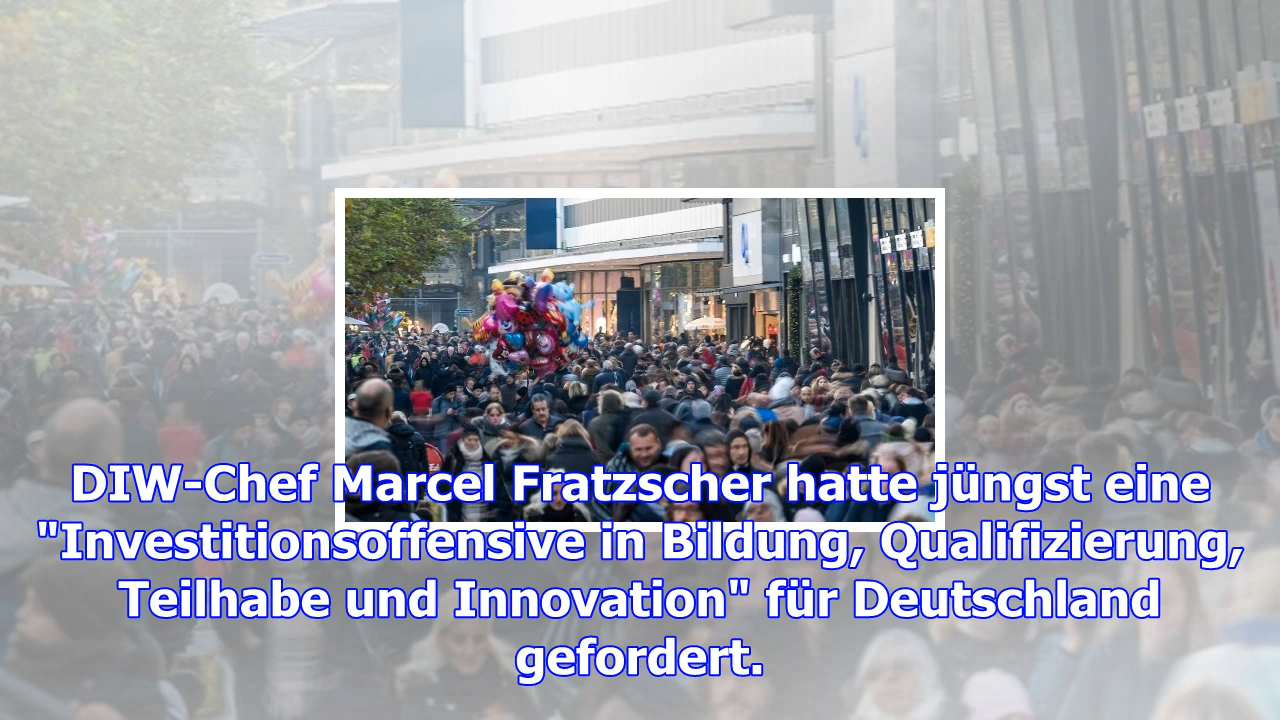 DIW-Chef Marcel Fratzscher hatte jüngst eine
"Investitionsoffensive in Bildung, Qualifizierung,
Teilhabe und Innovation" für Deutschland
gefordert.